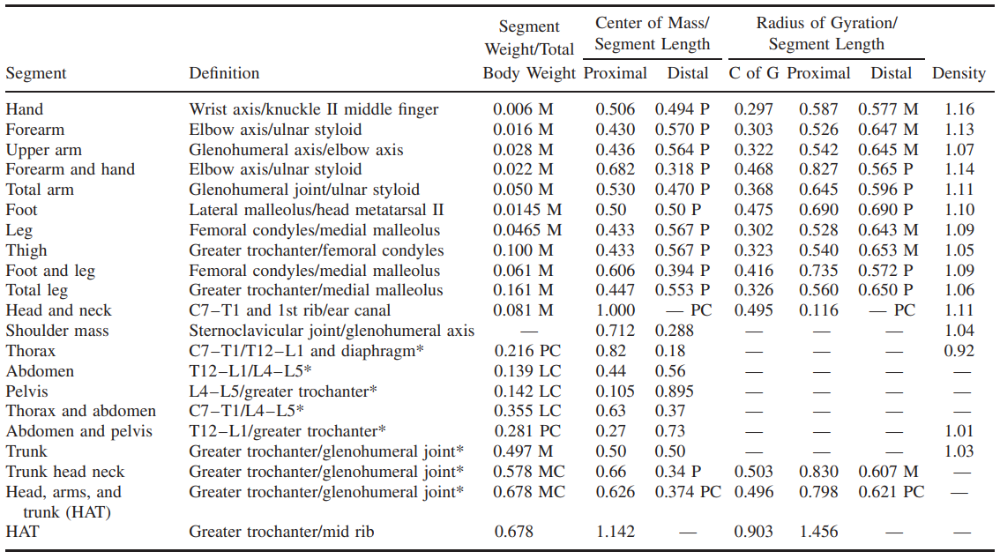 Segment Center of Mass/ Radius of Gyration/
Weight/Total Segment Length Segment Length
Segment Definition Body Weight Proximal Distal C of G Proximal Distal Density
Hand Wrist axis/knuckle II middle finger 0.006 M 0.506 0.494 P 0.297 0.587 0.577 M 1.16
Forearm Elbow axis/ulnar styloid 0.016 M 0.430 0.570 P 0.303 0.526 0.647 M 1.13
Upper arm Glenohumeral axis/elbow axis 0.028 M 0.436 0.564 P 0.322 0.542 0.645 M 1.07
Forearm and hand Elbow axis/ulnar styloid 0.022 M 0.682 0.318 P 0.468 0.827 0.565 P 1.14
Total arm Glenohumeral joint/ulnar styloid 0.050 M 0.530 0.470 P 0.368 0.645 0.596 P 1.11
Foot Lateral malleolus/head metatarsal II 0.0145 M 0.50 0.50 P 0.475 0.690 0.690 P 1.10
Leg Femoral condyles/medial malleolus 0.0465 M 0.433 0.567 P 0.302 0.528 0.643 M 1.09
Thigh Greater trochanter/femoral condyles 0.100 M 0.433 0.567 P 0.323 0.540 0.653 M 1.05
Foot and leg Femoral condyles/medial malleolus 0.061 M 0.606 0.394 P 0.416 0.735 0.572 P 1.09
Total leg Greater trochanter/medial malleolus 0.161 M 0.447 0.553 P 0.326 0.560 0.650 P 1.06
Head and neck C7–T1 and 1st rib/ear canal 0.081 M 1.000 — PC 0.495 0.116 — PC 1.11
Shoulder mass Sternoclavicular joint/glenohumeral axis — 0.712 0.288 — — — 1.04
Thorax C7–T1/T12–L1 and diaphragm* 0.216 PC 0.82 0.18 — — — 0.92
Abdomen T12–L1/L4–L5* 0.139 LC 0.44 0.56 — — — —
Pelvis L4–L5/greater trochanter* 0.142 LC 0.105 0.895 — — — —
Thorax and abdomen C7–T1/L4–L5* 0.355 LC 0.63 0.37 — — — —
Abdomen and pelvis T12–L1/greater trochanter* 0.281 PC 0.27 0.73 — — — 1.01
Trunk Greater trochanter/glenohumeral joint* 0.497 M 0.50 0.50 — — — 1.03
Trunk head neck Greater trochanter/glenohumeral joint* 0.578 MC 0.66 0.34 P 0.503 0.830 0.607 M —
Head, arms, and Greater trochanter/glenohumeral joint* 0.678 MC 0.626 0.374 PC 0.496 0.798 0.621 PC —
trunk (HAT)
HAT Greater trochanter/mid rib 0.678 1.142 — 0.903 1.456 — —